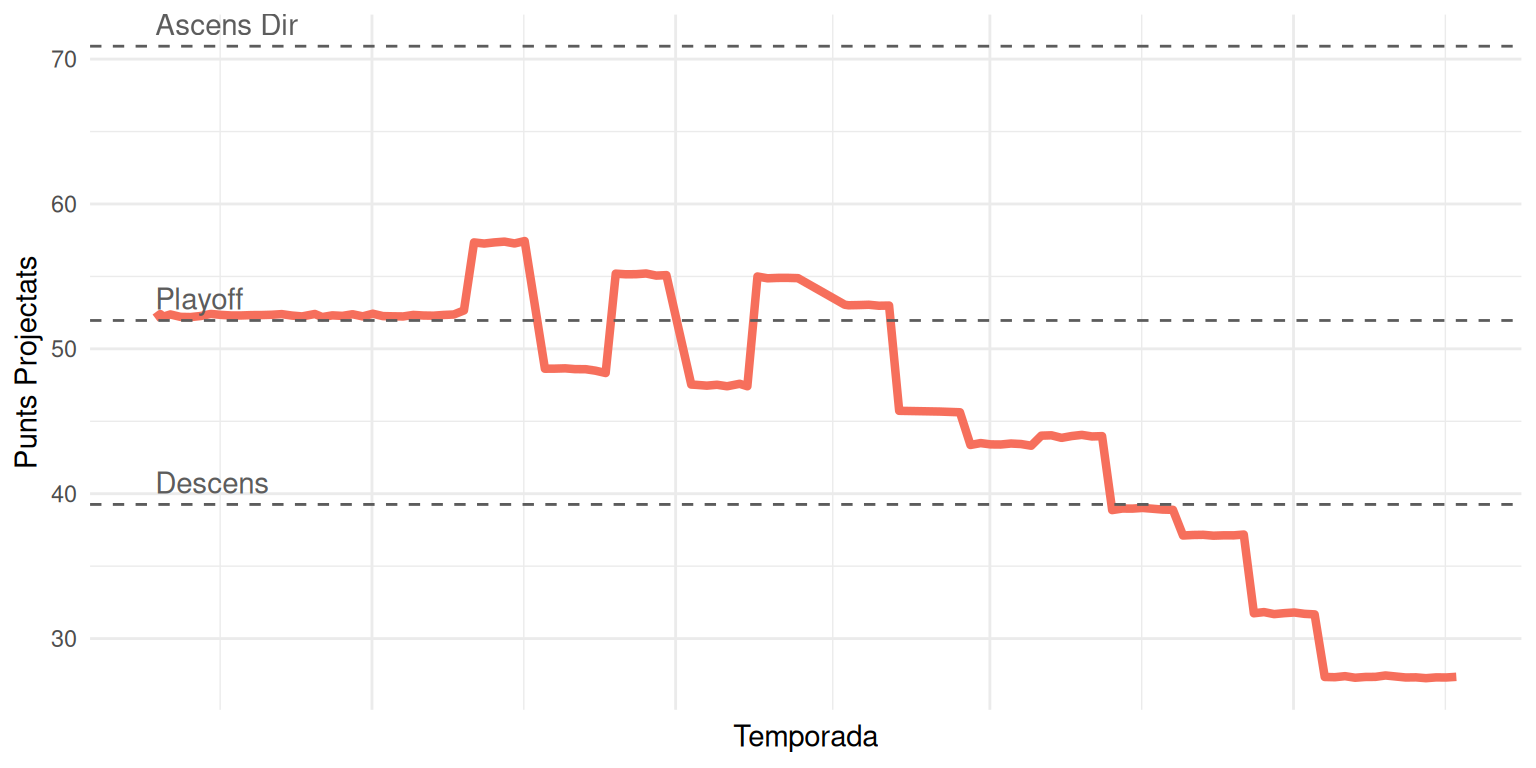 Ascens Dir
70
60
Playoff
50
Descens
40
30
Punts Projectats
Temporada